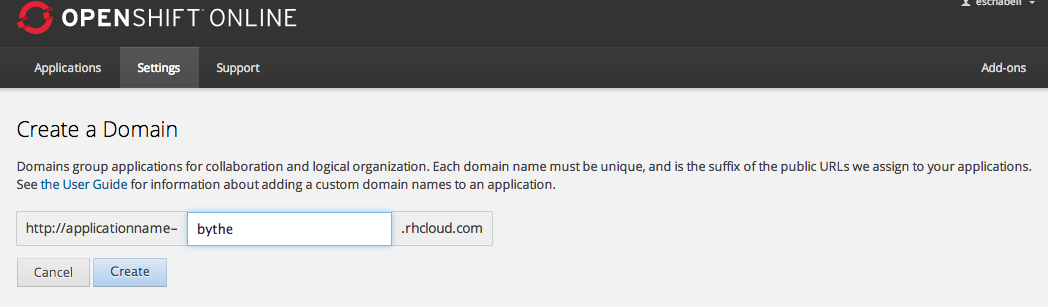 eschabell
OPENSHIFT ONLINE
Applications Settings Support Add-ons
Create a Domain
Domains group applications for collaboration and logical organization. Each domain name must be unique, and is the suffix of the public URLs we assign to your applications.
See the User Guide for information about adding a custom domain names to an application.
http://applicationname– bythe .rhcloud.com
Cancel Create